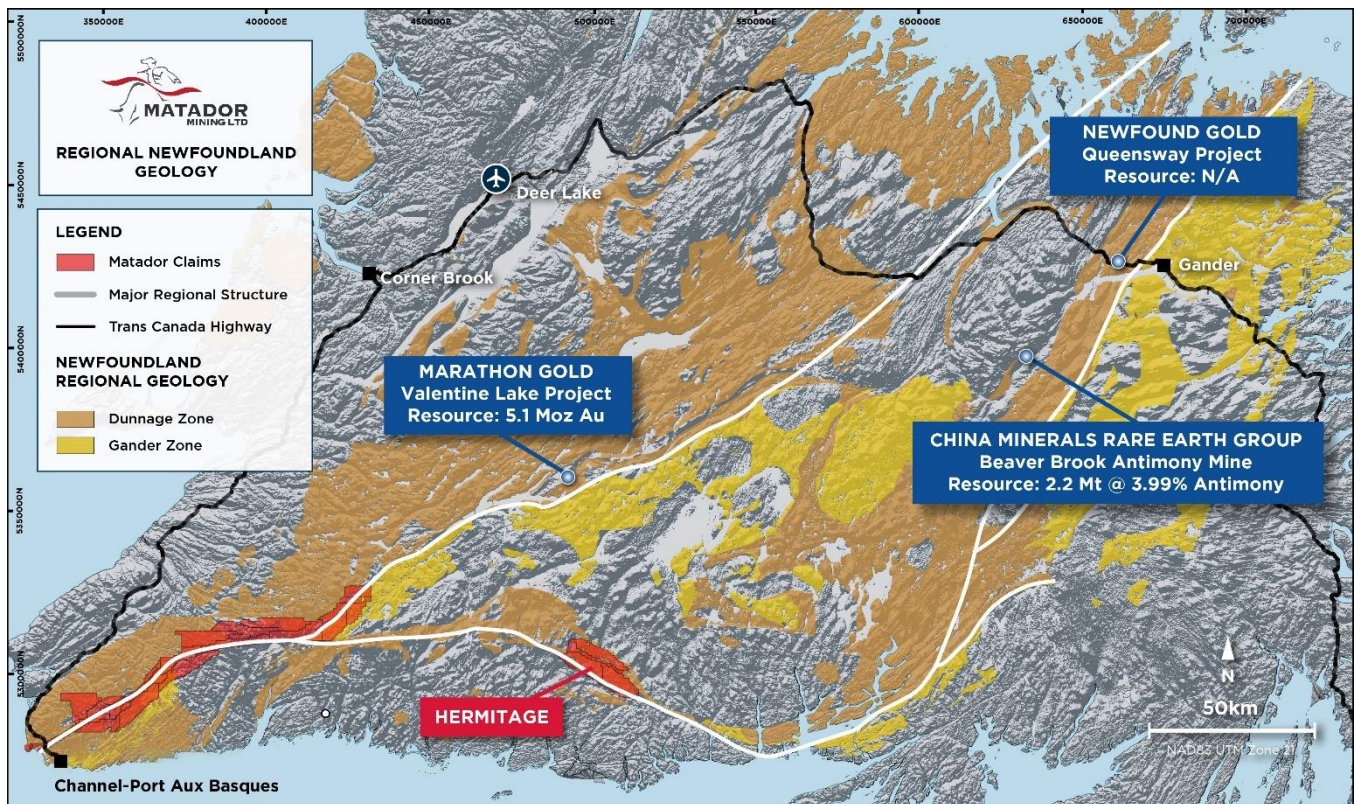 350000E
400000E
450000E
500000E
550000E
600000E
650000E
700000E
5500000N
5450000N
5400000N
5350000N
5300000N
MATADOR
MINING LTD
REGIONAL NEWFOUNDLAND
GEOLOGY
LEGEND
Matador Claims
Major Regional Structure
Trans Canada Highway
NEWFOUNDLAND
REGIONAL GEOLOGY
Dunnage Zone
Gander Zone
Deer Lake
Corner Brook
NEWFOUND GOLD
Queensway Project
Resource: N/A
Gander
MARATHON GOLD
Valentine Lake Project
Resource: 5.1 Moz Au
CHINA MINERALS RARE EARTH GROUP
Beaver Brook Antimony Mine
Resource: 2.2 Mt @ 3.99% Antimony
HERMITAGE
N
50km
NAD83 UTM Zone 21
Channel-Port Aux Basques